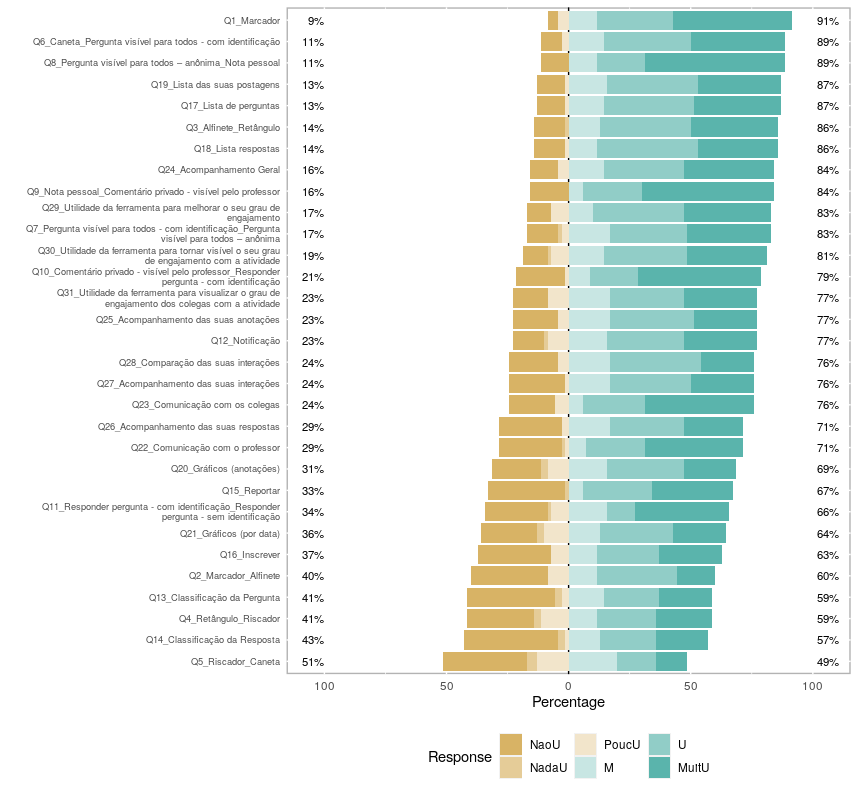 Q1_Marcador 9% 91%
Q6_Caneta_Pergunta visível para todos - com identificação 11% 89%
Q8_Pergunta visível para todos – anônima_Nota pessoal 11% 89%
Q19_Lista das suas postagens 13% 87%
Q17_Lista de perguntas 13% 87%
Q3_Alfinete_Retângulo 14% 86%
Q18_Lista respostas 14% 86%
Q24_Acompanhamento Geral 16% 84%
Q9_Nota pessoal_Comentário privado - visível pelo professor 16% 84%
Q29_Utilidade da ferramenta para melhorar o seu grau de
engajamento 17% 83%
Q7_Pergunta visível para todos - com identificação_Pergunta
visível para todos – anônima 17% 83%
Q30_Utilidade da ferramenta para tornar visível o seu grau
de engajamento com a atividade 19% 81%
Q10_Comentário privado - visível pelo professor_Responder
pergunta - com identificação 21% 79%
Q31_Utilidade da ferramenta para visualizar o grau de
engajamento dos colegas com a atividade 23% 77%
Q25_Acompanhamento das suas anotações 23% 77%
Q12_Notificação 23% 77%
Q28_Comparação das suas interações 24% 76%
Q27_Acompanhamento das suas interações 24% 76%
Q23_Comunicação com os colegas 24% 76%
Q26_Acompanhamento das suas respostas 29% 71%
Q22_Comunicação com o professor 29% 71%
Q20_Gráficos (anotações) 31% 69%
Q15_Reportar 33% 67%
Q11_Responder pergunta - com identificação_Responder
pergunta - sem identificação 34% 66%
Q21_Gráficos (por data) 36% 64%
Q16_Inscrever 37% 63%
Q2_Marcador_Alfinete 40% 60%
Q13_Classificação da Pergunta 41% 59%
Q4_Retângulo_Riscador 41% 59%
Q14_Classificação da Resposta 43% 57%
Q5_Riscador_Caneta 51% 49%
100 50 0 50 100
Percentage
Response
NaoU PoucU U
NadaU M MuitU